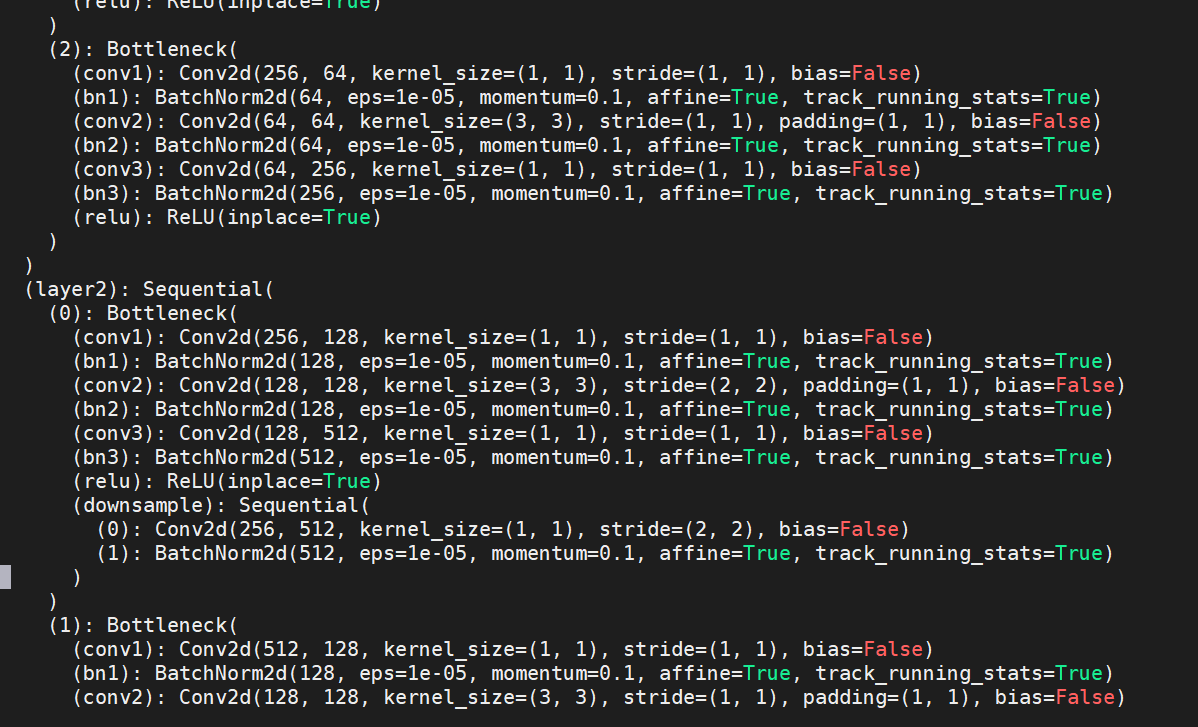 (relu): ReLU(inplace=True)
)
(2): Bottleneck(
(conv1): Conv2d(256, 64, kernel_size=(1, 1), stride=(1, 1), bias=False)
(bn1): BatchNorm2d(64, eps=1e-05, momentum=0.1, affine=True, track_running_stats=True)
(conv2): Conv2d(64, 64, kernel_size=(3, 3), stride=(1, 1), padding=(1, 1), bias=False)
(bn2): BatchNorm2d(64, eps=1e-05, momentum=0.1, affine=True, track_running_stats=True)
(conv3): Conv2d(64, 256, kernel_size=(1, 1), stride=(1, 1), bias=False)
(bn3): BatchNorm2d(256, eps=1e-05, momentum=0.1, affine=True, track_running_stats=True)
(relu): ReLU(inplace=True)
)
)
(layer2): Sequential(
(0): Bottleneck(
(conv1): Conv2d(256, 128, kernel_size=(1, 1), stride=(1, 1), bias=False)
(bn1): BatchNorm2d(128, eps=1e-05, momentum=0.1, affine=True, track_running_stats=True)
(conv2): Conv2d(128, 128, kernel_size=(3, 3), stride=(2, 2), padding=(1, 1), bias=False)
(bn2): BatchNorm2d(128, eps=1e-05, momentum=0.1, affine=True, track_running_stats=True)
(conv3): Conv2d(128, 512, kernel_size=(1, 1), stride=(1, 1), bias=False)
(bn3): BatchNorm2d(512, eps=1e-05, momentum=0.1, affine=True, track_running_stats=True)
(relu): ReLU(inplace=True)
(downsample): Sequential(
(0): Conv2d(256, 512, kernel_size=(1, 1), stride=(2, 2), bias=False)
(1): BatchNorm2d(512, eps=1e-05, momentum=0.1, affine=True, track_running_stats=True)
)
)
(1): Bottleneck(
(conv1): Conv2d(512, 128, kernel_size=(1, 1), stride=(1, 1), bias=False)
(bn1): BatchNorm2d(128, eps=1e-05, momentum=0.1, affine=True, track_running_stats=True)
(conv2): Conv2d(128, 128, kernel_size=(3, 3), stride=(1, 1), padding=(1, 1), bias=False)